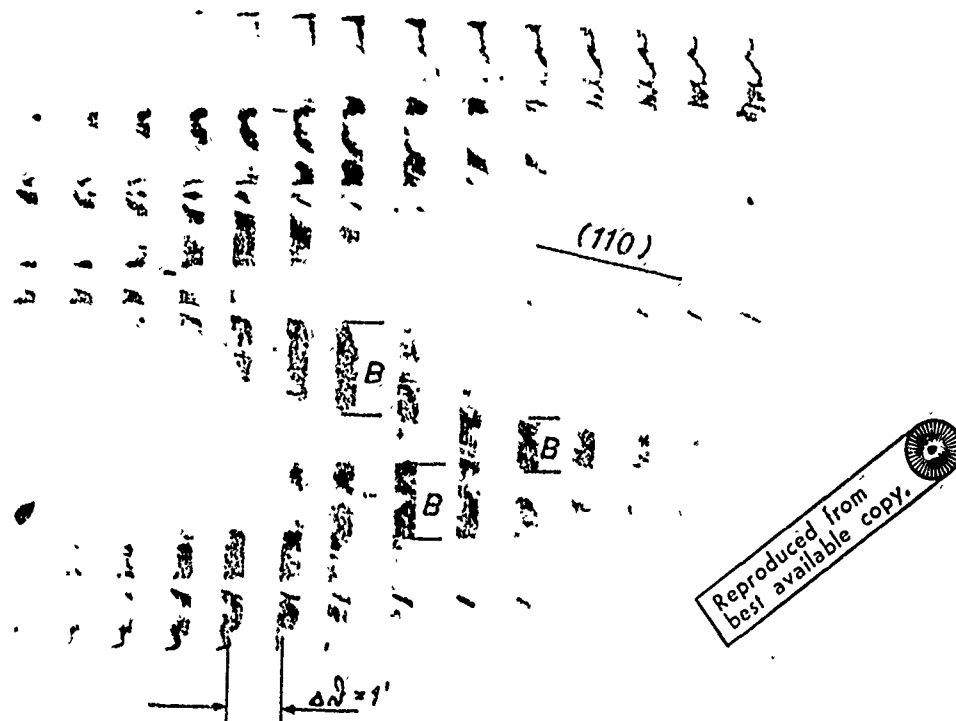 (110)
B
B
B
Reproduced from
best available copy.
Δϑ = 1'